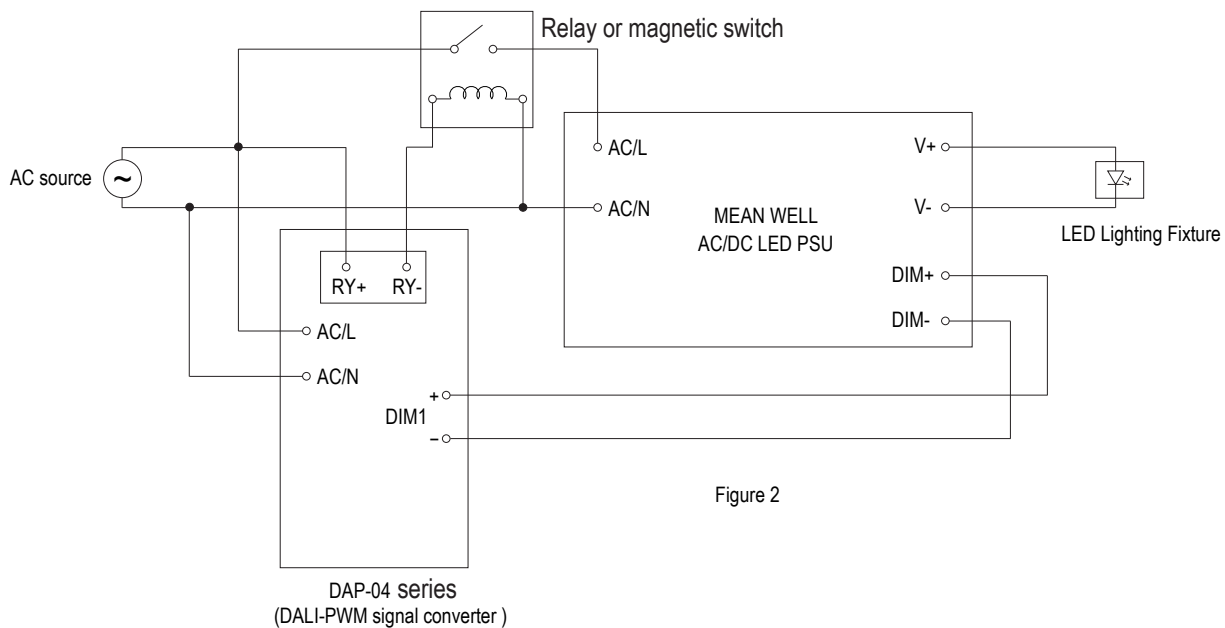 Relay or magnetic switch
AC source
~
AC/L
AC/N
MEAN WELL
AC/DC LED PSU
V+
V-
DIM+
DIM-
LED Lighting Fixture
RY+ RY-
AC/L
AC/N
DIM1
+
−
Figure 2
DAP-04 series
(DALI-PWM signal converter )